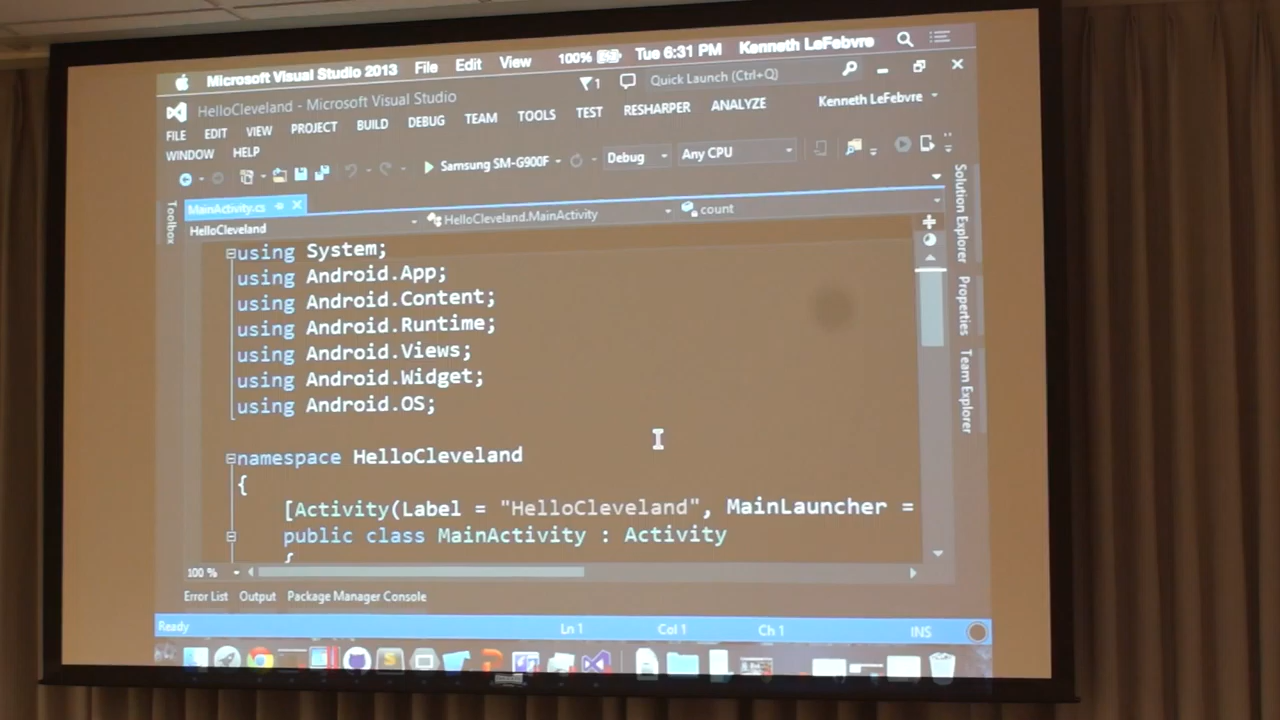 Microsoft Visual Studio 2013 File Edit View 100% Tue 6:31 PM Kenneth LeFebvre
HelloCleveland - Microsoft Visual Studio 1 Quick Launch (Ctrl+Q)
FILE EDIT VIEW PROJECT BUILD DEBUG TEAM TOOLS TEST RESHARPER ANALYZE Kenneth LeFebvre
WINDOW HELP
Samsung SM-G900F Debug Any CPU
MainActivity.cs
HelloCleveland HelloCleveland.MainActivity count
Toolbox
using System;
using Android.App;
using Android.Content;
using Android.Runtime;
using Android.Views;
using Android.Widget;
using Android.OS;
namespace HelloCleveland
{
[Activity(Label = "HelloCleveland", MainLauncher =
public class MainActivity : Activity
{
Solution Explorer
Properties
Team Explorer
100 %
Error List Output Package Manager Console
Ready Ln 1 Col 1 Ch 1 INS